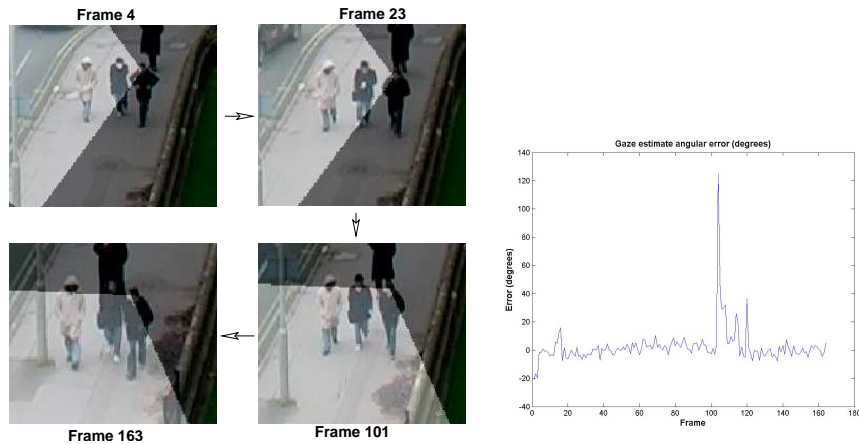 Frame 4
Frame 23
Frame 163
Frame 101
Gaze estimate angular error (degrees)
Error (degrees)
140
120
100
80
60
40
20
0
-20
-40
0 20 40 60 80 100 120 140 160 180
Frame